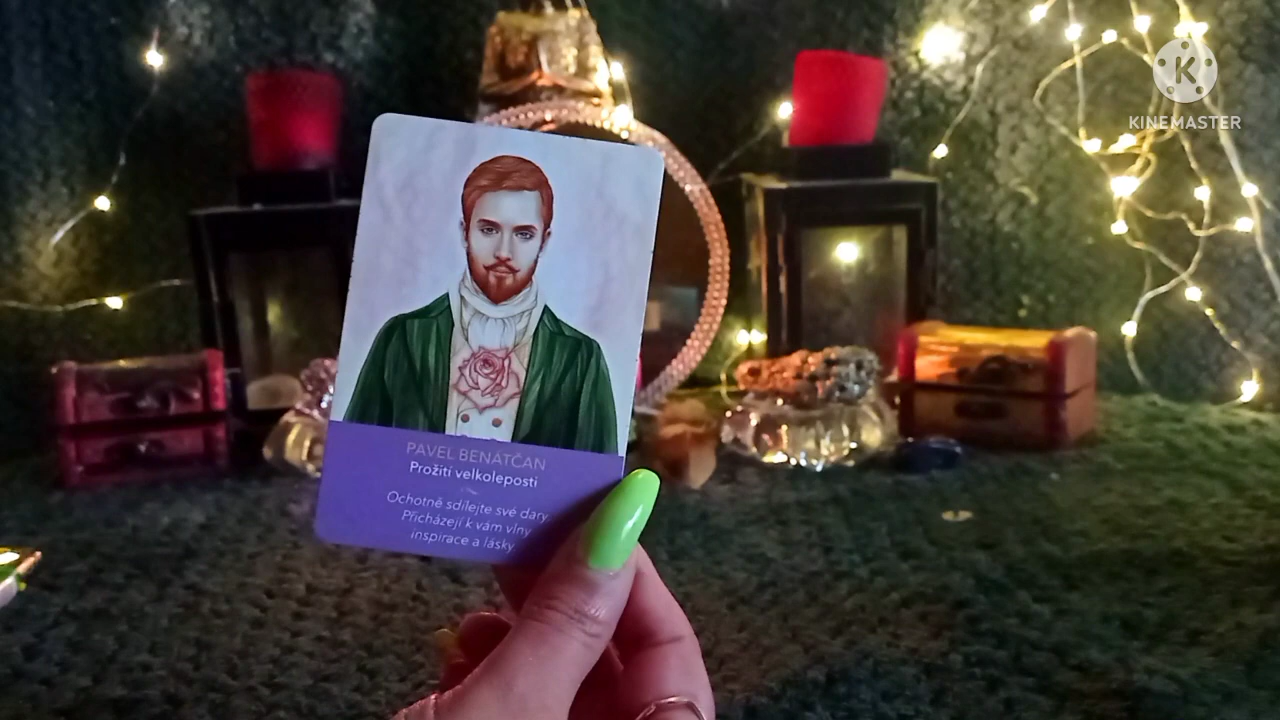 K
KINEMASTER
PAVEL BENÁTČAN
Prožití velkoleposti
Ochotně sdílejte své dary.
Přicházejí k vám vlny
inspirace a lásky.